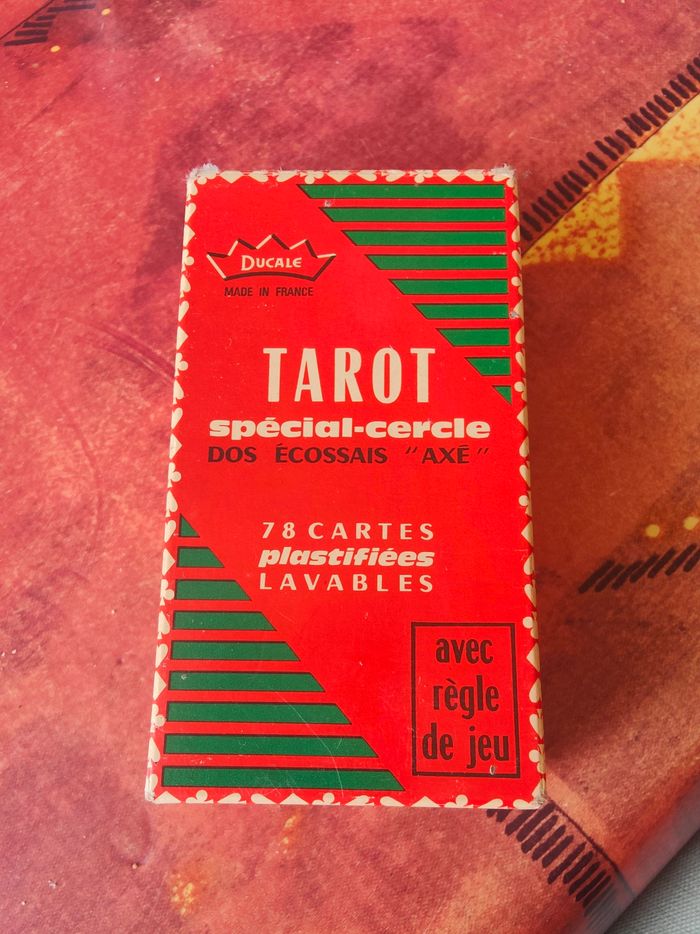 DUCALE
MADE IN FRANCE
TAROT
spécial-cercle
DOS ÉCOSSAIS "AXÉ"
78 CARTES
plastifiées
LAVABLES
avec
règle
de jeu